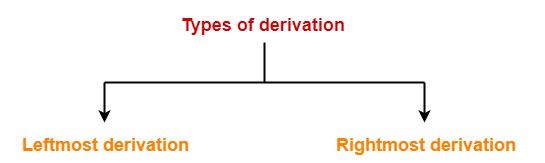 Types of derivation
Leftmost derivation
Rightmost derivation